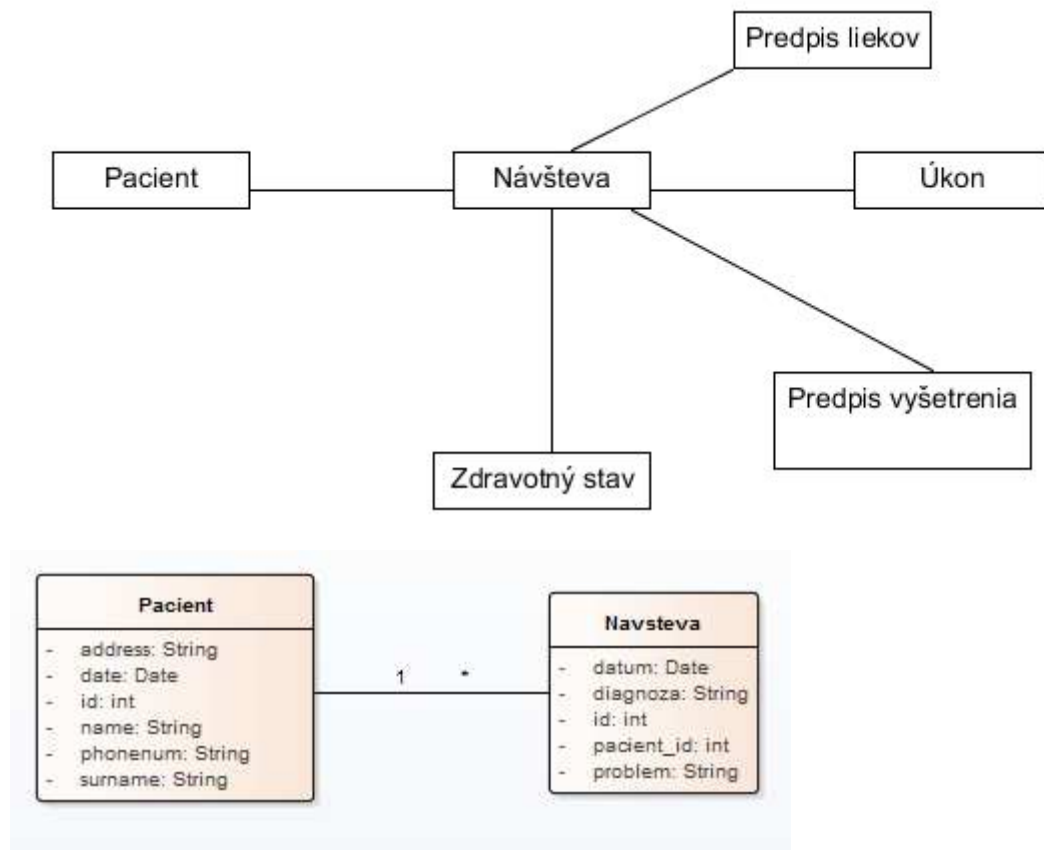 Predpis liekov
Pacient
Návšteva
Úkon
Predpis vyšetrenia
Zdravotný stav
Pacient
- address: String
- date: Date
- id: int
- name: String
- phonenum: String
- surname: String
1 *
Navsteva
- datum: Date
- diagnoza: String
- id: int
- pacient_id: int
- problem: String